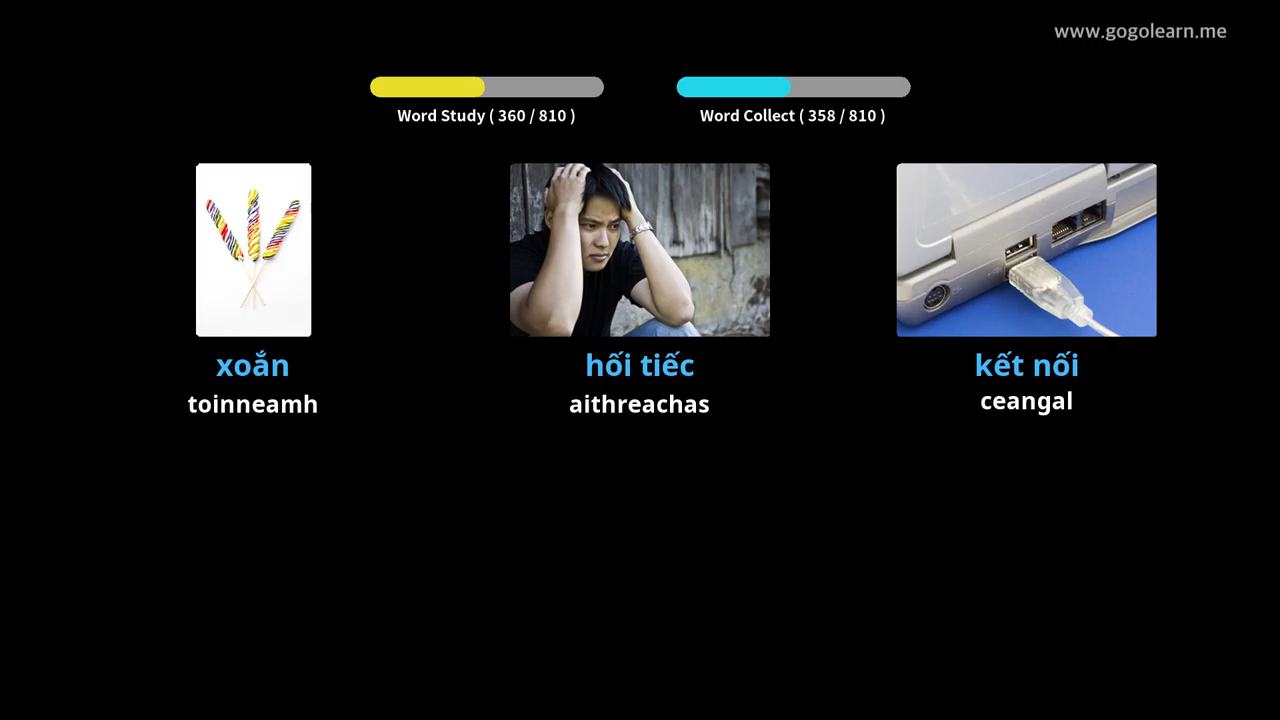 www.gogolearn.me
Word Study ( 360 / 810 )
Word Collect ( 358 / 810 )
xoắn
toinneamh
hối tiếc
aithreachas
kết nối
ceangal